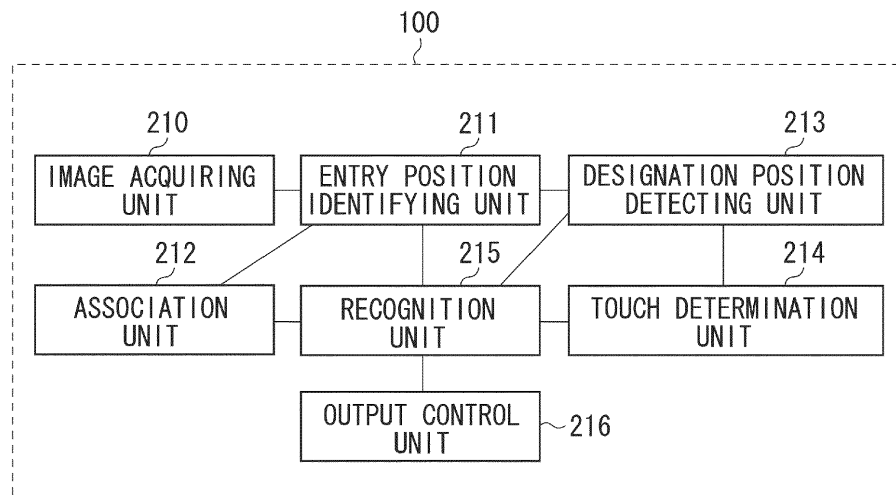 100
210
211
213
IMAGE ACQUIRING
UNIT
ENTRY POSITION
IDENTIFYING UNIT
DESIGNATION POSITION
DETECTING UNIT
212
215
214
ASSOCIATION
UNIT
RECOGNITION
UNIT
TOUCH DETERMINATION
UNIT
OUTPUT CONTROL
UNIT
216